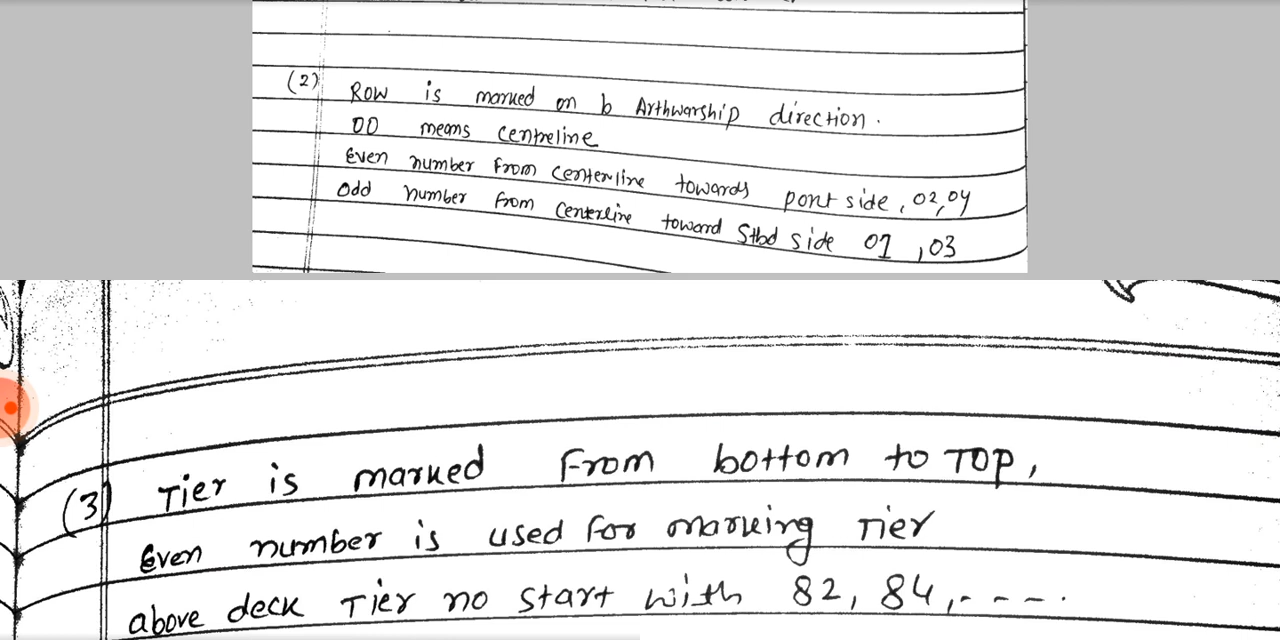 (2) Row is marked on b Arthwarship direction.
00 means centreline
Even number from centerline towards port side, 02,04
Odd number from centerline toward Stbd side 01 ,03
(3) Tier is marked From bottom to TOP,
Even number is used for marking Tier
above deck Tier no start with 82, 84,----.